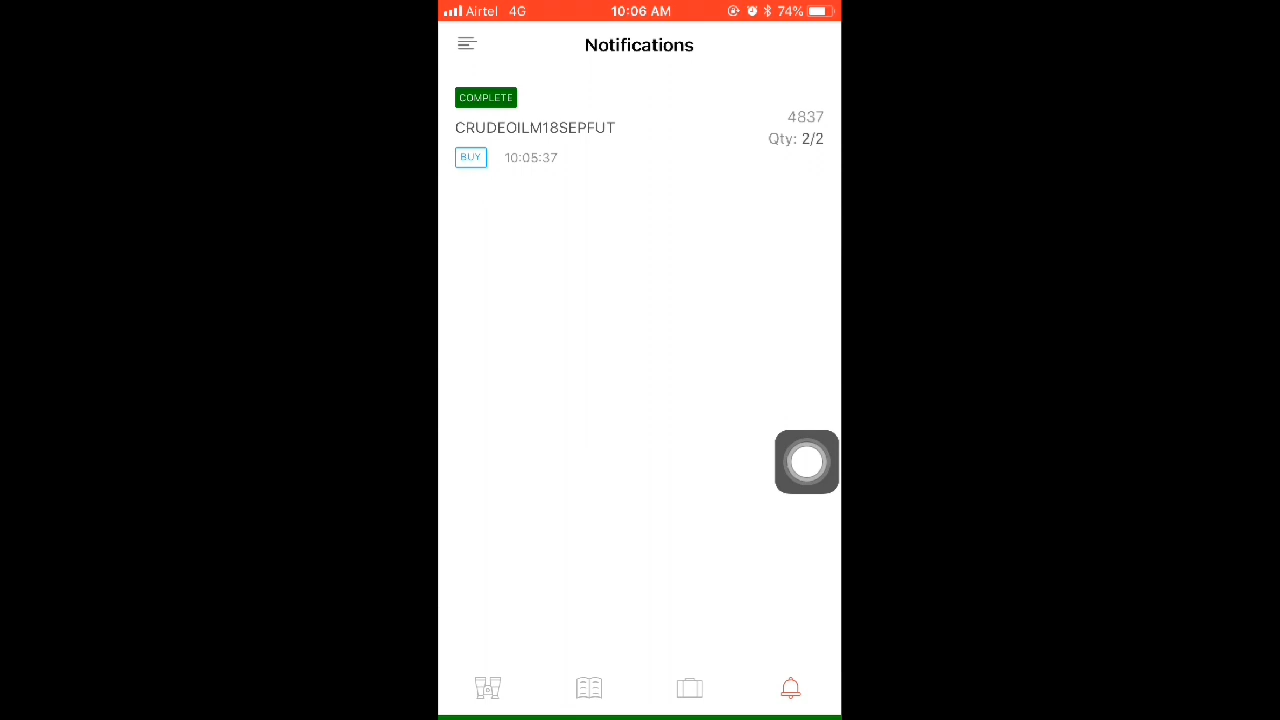 Airtel 4G 10:06 AM 74%
Notifications
COMPLETE
4837
CRUDEOILM18SEPFUT
Qty: 2/2
BUY 10:05:37